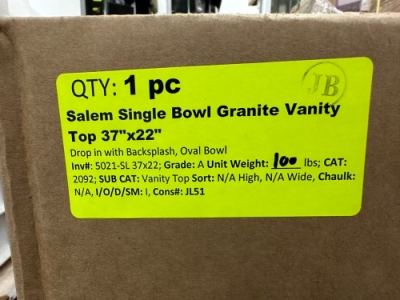 QTY: 1 pc
JB
Salem Single Bowl Granite Vanity
Top 37"x22"
Drop in with Backsplash, Oval Bowl
Inv#: 5021-SL 37x22; Grade: A Unit Weight: 100 lbs; CAT:
2092; SUB CAT: Vanity Top Sort: N/A High, N/A Wide, Chaulk:
N/A, I/O/D/SM: I, Cons#: JL51